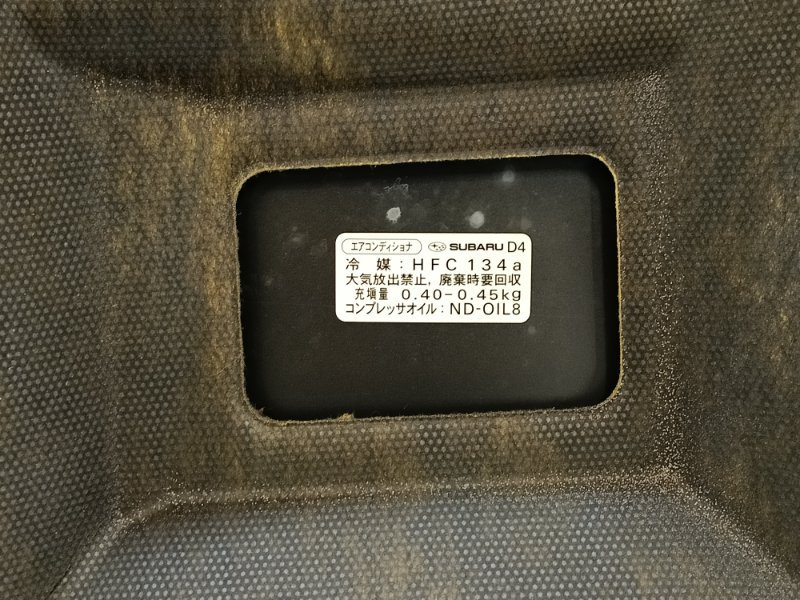 エアコンディショナ SUBARU D4
冷 媒：HFC 134a
大気放出禁止，廃棄時要回収
充塡量 0.40-0.45kg
コンプレッサオイル：ND-OIL8